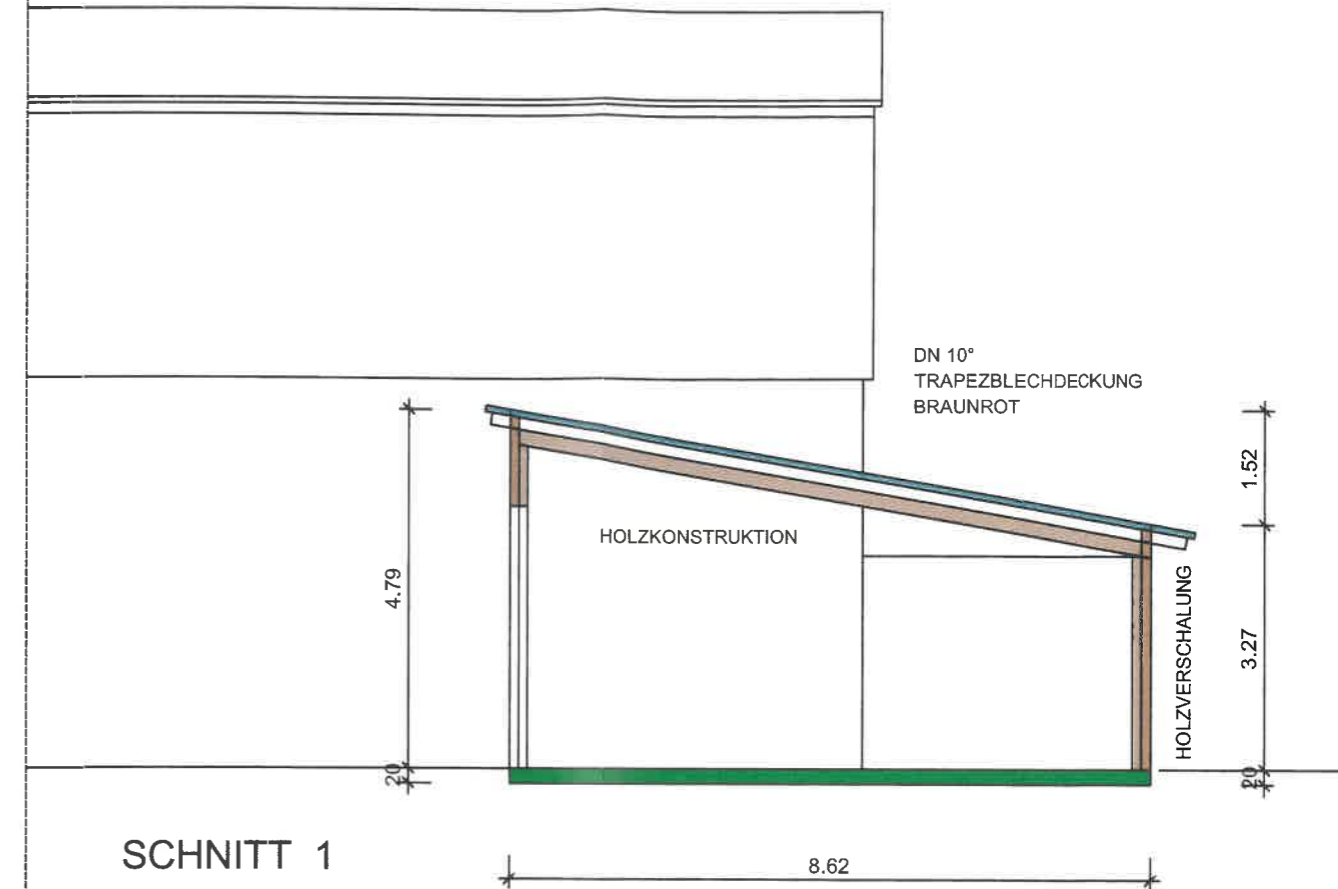 DN 10°
TRAPEZBLECHDECKUNG
BRAUNROT
1.52
HOLZKONSTRUKTION
4.79
HOLZVERSCHALUNG
3.27
20
20
SCHNITT 1
8.62